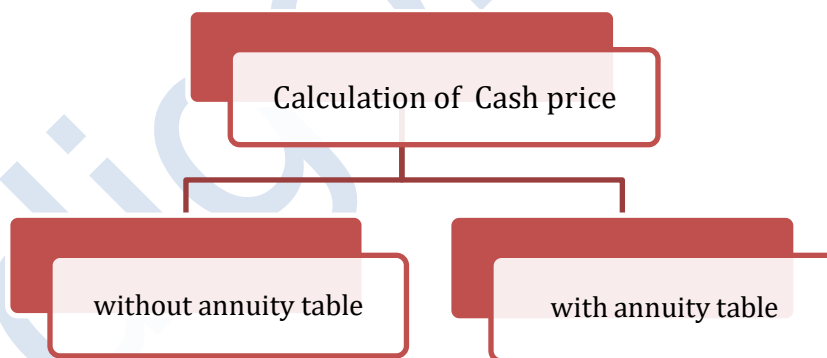 Calculation of Cash price
without annuity table
with annuity table